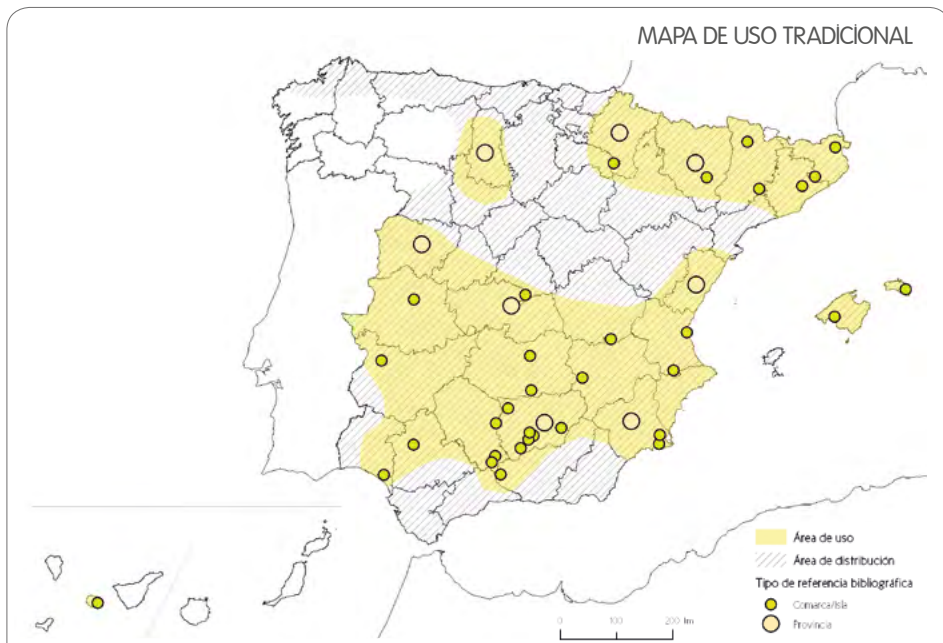 MAPA DE USO TRADICIONAL
Área de uso
Área de distribución
Tipo de referencia bibliográfica
Comarca/Isla
Provincia
0 100 200 km